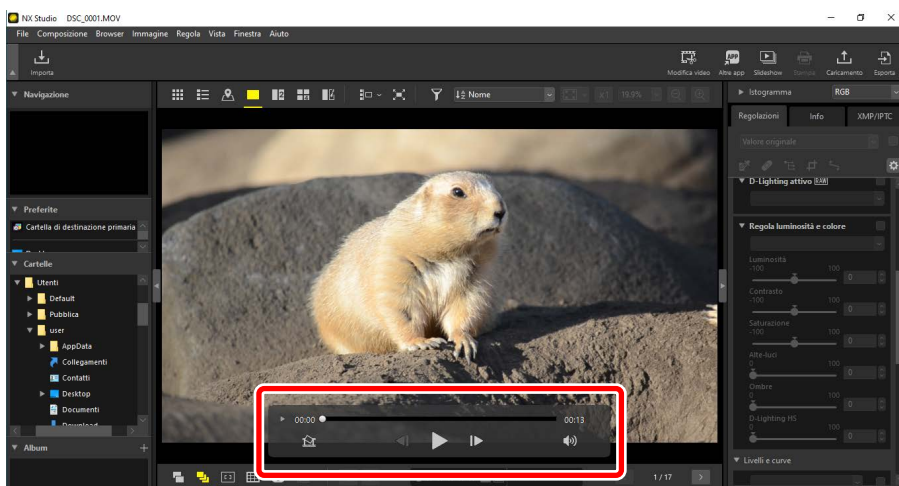 NX Studio DSC_0001.MOV
File Composizione Browser Immagine Regola Vista Finestra Aiuto
Importa
Modifica video Altre app Slideshow Stampa Caricamento Esporta
Navigazione
1↓2 Nome
x1 19.9%
Istogramma RGB
Regolazioni Info XMP/IPTC
Valore originale
D-Lighting attivo RAW
Preferite
Cartella di destinazione primaria
Regola luminosità e colore
Cartelle
Utenti
Default
Pubblica
user
AppData
Collegamenti
Contatti
Desktop
Documenti
Luminosità
-100 100 0
Contrasto
-100 100 0
Saturazione
-100 100 0
Alte-luci
0 100 0
Ombre
0 100 0
D-Lighting HS
0 100 0
00:00 00:13
Album
Livelli e curve
1/17